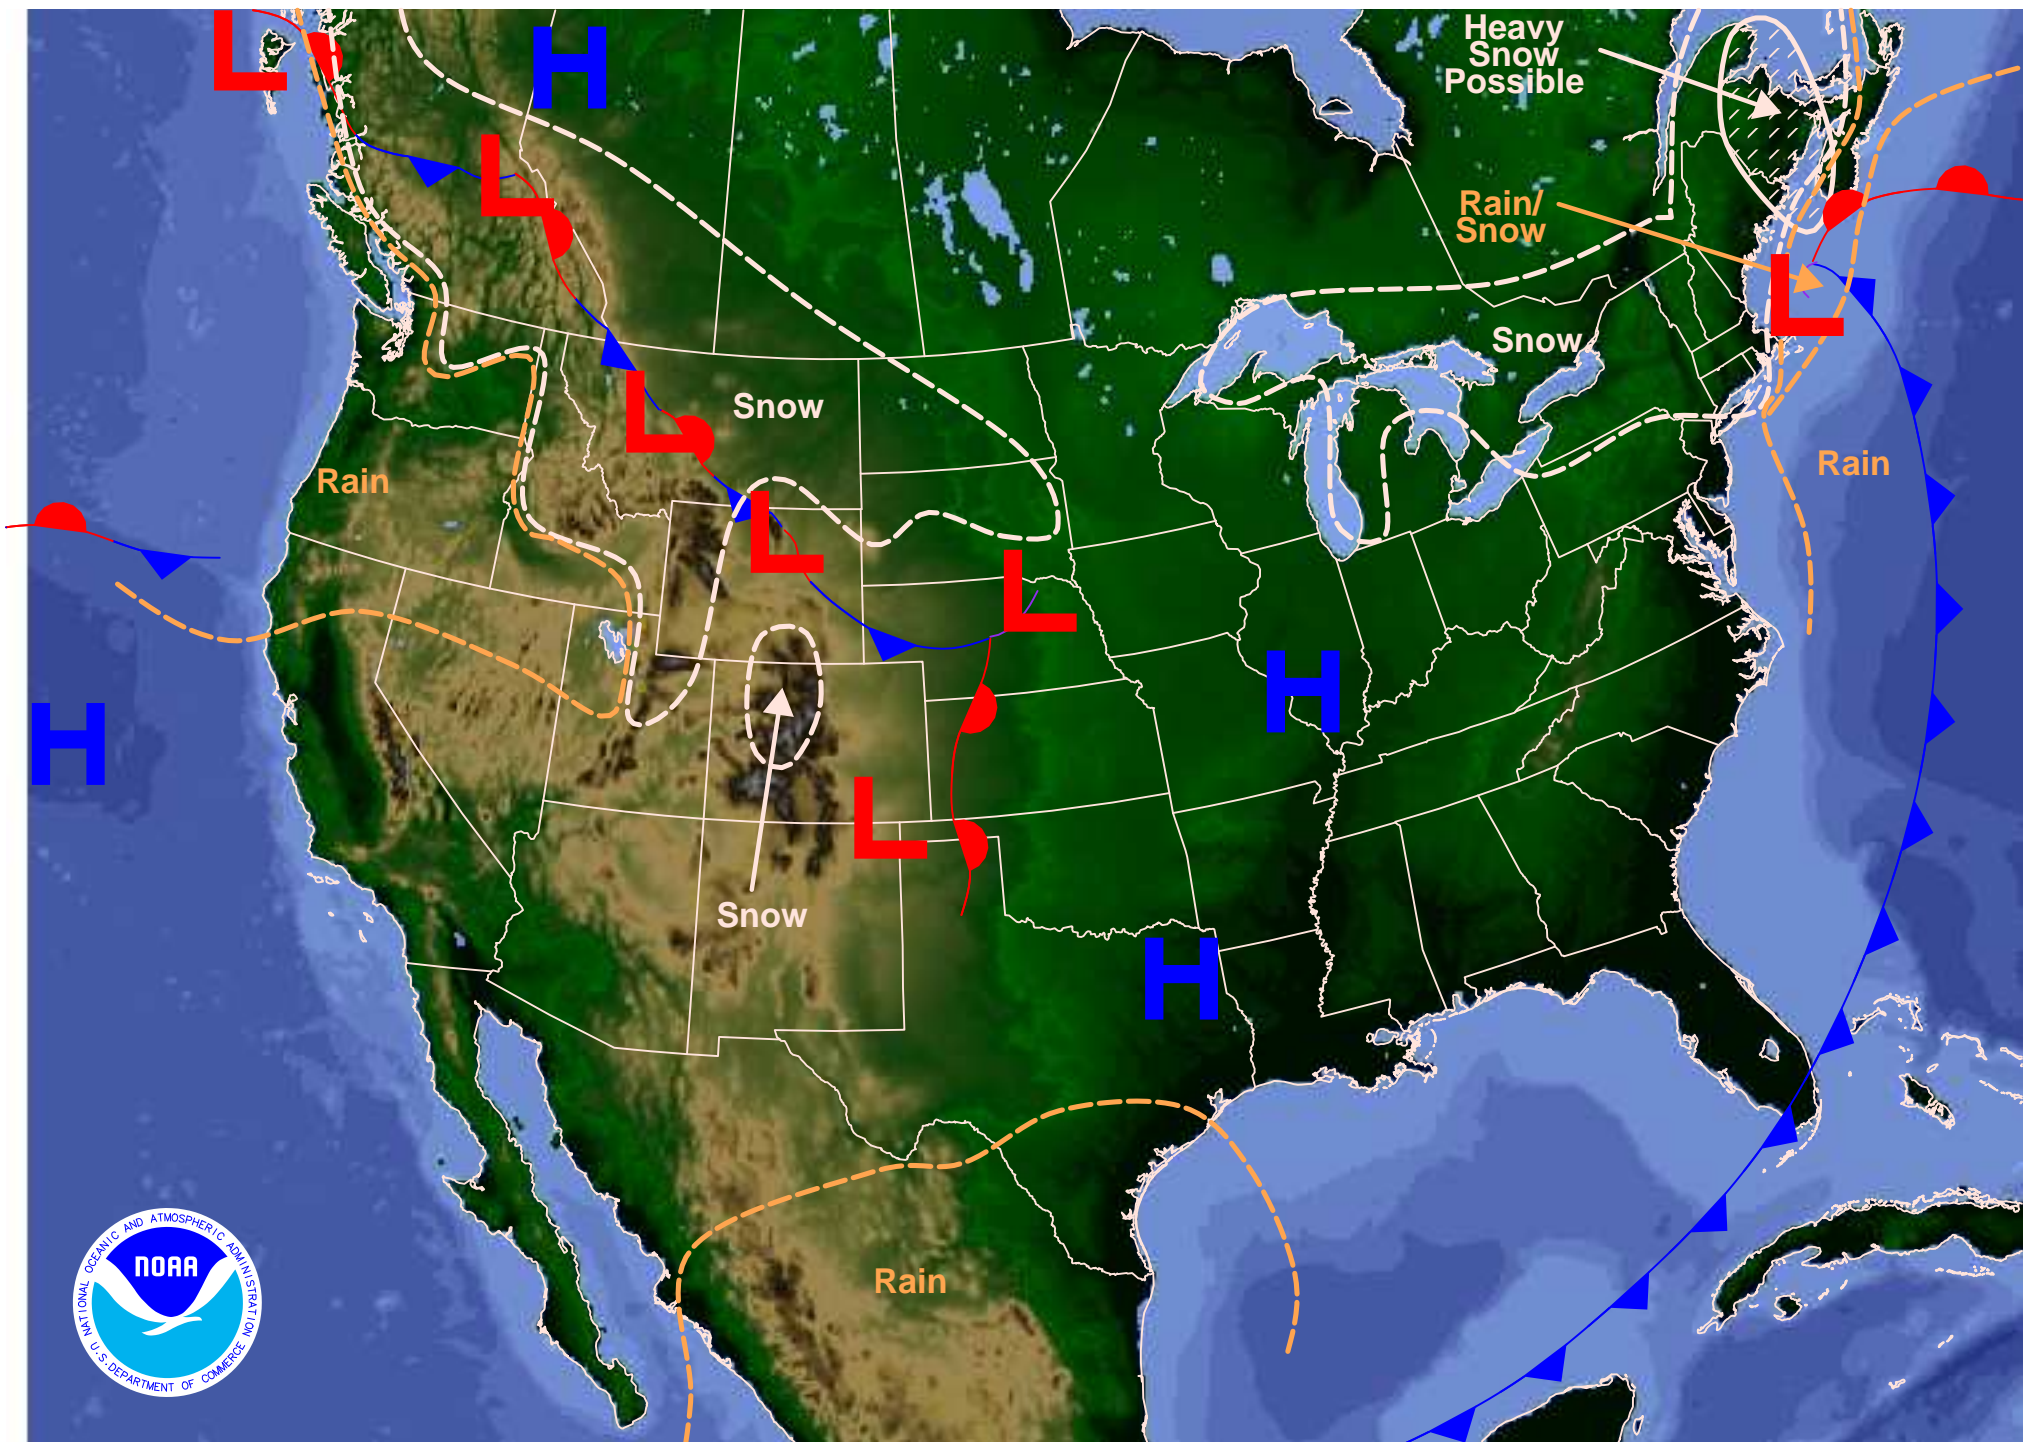 L
H
Heavy
Snow
Possible
L
Rain/
Snow
L
Snow
L
Snow
Rain
Rain
L
L
H
H
L
Snow
H
Rain
NATIONAL OCEANIC AND ATMOSPHERIC ADMINISTRATION
NOAA
U.S. DEPARTMENT OF COMMERCE